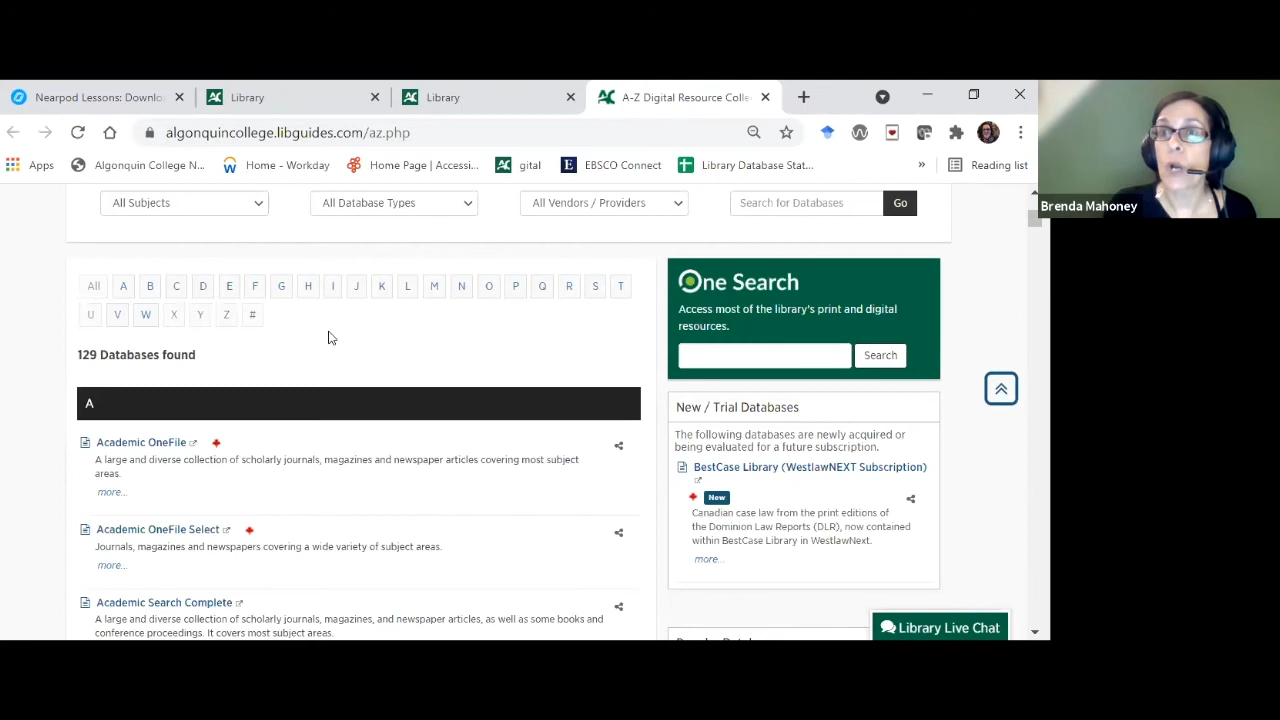 Nearpod Lessons: Downlo
Library
Library
A-Z Digital Resource Colle
algonquincollege.libguides.com/az.php
Apps
Algonquin College N...
Home - Workday
Home Page | Accessi...
gital
EBSCO Connect
Library Database Stat...
»
Reading list
Brenda Mahoney
All Subjects
All Database Types
All Vendors / Providers
Search for Databases
Go
All A B C D E F G H I J K L M N O P Q R S T
U V W X Y Z #
129 Databases found
A
Academic OneFile
A large and diverse collection of scholarly journals, magazines and newspaper articles covering most subject
areas.
more...
Academic OneFile Select
Journals, magazines and newspapers covering a wide variety of subject areas.
more...
Academic Search Complete
A large and diverse collection of scholarly journals, magazines, and newspaper articles, as well as some books and
conference proceedings. It covers most subject areas.
One Search
Access most of the library's print and digital
resources.
Search
New / Trial Databases
The following databases are newly acquired or
being evaluated for a future subscription.
BestCase Library (WestlawNEXT Subscription)
New
Canadian case law from the print editions of
the Dominion Law Reports (DLR), now contained
within BestCase Library in WestlawNext.
more...
Library Live Chat